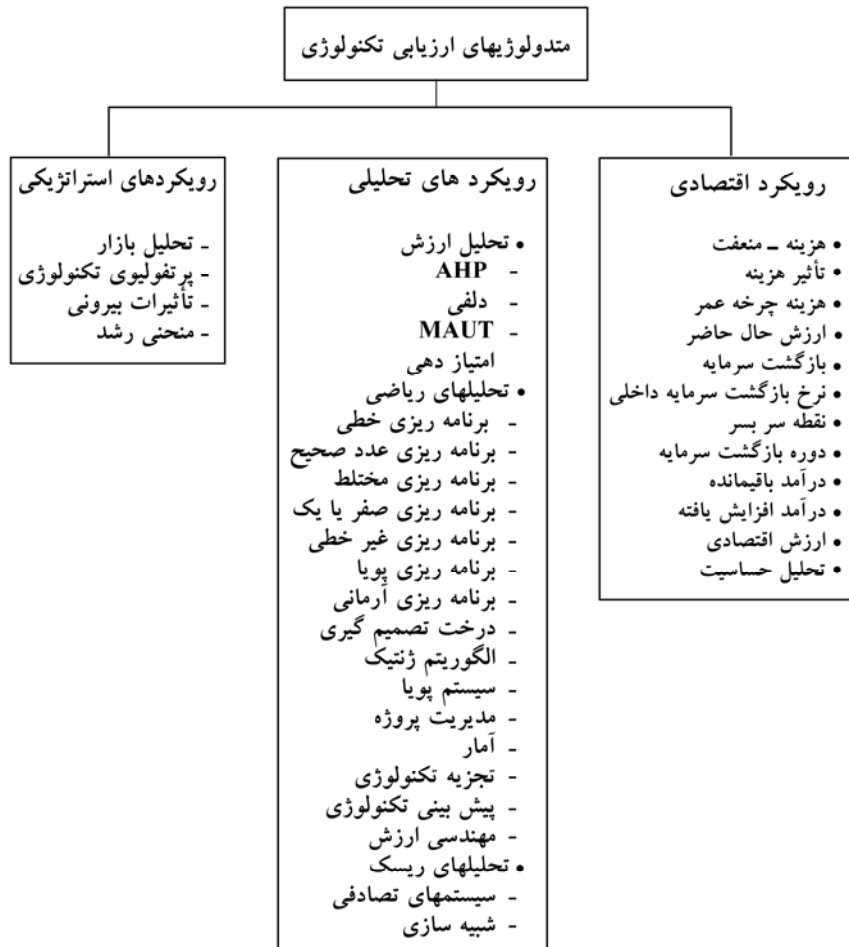 متدولوژیهای ارزیابی تکنولوژی
رویکرد اقتصادی
• هزینه – منعفت
• تأثیر هزینه
• هزینه چرخه عمر
• ارزش حال حاضر
• بازگشت سرمایه
• نرخ بازگشت سرمایه داخلی
• نقطه سر بسر
• دوره بازگشت سرمایه
• درآمد باقیمانده
• درآمد افزایش یافته
• ارزش اقتصادی
• تحلیل حساسیت
رویکرد های تحلیلی
• تحلیل ارزش
- AHP
- دلفی
- MAUT
امتیاز دهی
• تحلیلهای ریاضی
- برنامه ریزی خطی
- برنامه ریزی عدد صحیح
- برنامه ریزی مختلط
- برنامه ریزی صفر یا یک
- برنامه ریزی غیر خطی
- برنامه ریزی پویا
- برنامه ریزی آرمانی
- درخت تصمیم گیری
- الگوریتم ژنتیک
- سیستم پویا
- مدیریت پروژه
- آمار
- تجزیه تکنولوژی
- پیش بینی تکنولوژی
- مهندسی ارزش
• تحلیلهای ریسک
- سیستمهای تصادفی
- شبیه سازی
رویکردهای استراتژیکی
- تحلیل بازار
- پرتفولیوی تکنولوژی
- تأثیرات بیرونی
- منحنی رشد